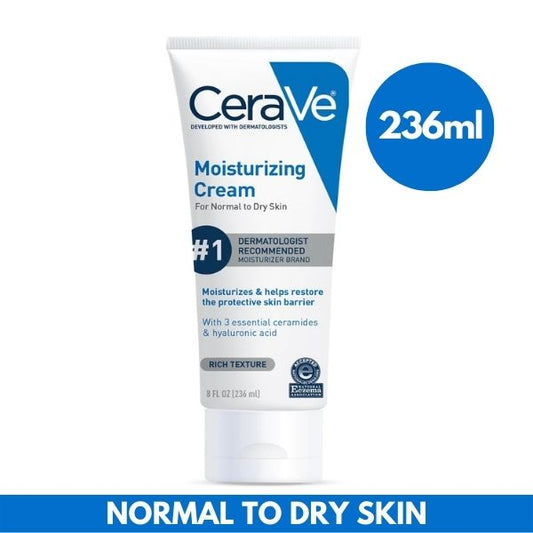 CeraVe®
DEVELOPED WITH DERMATOLOGISTS
236ml
Moisturizing
Cream
For Normal to Dry Skin
#1
DERMATOLOGIST
RECOMMENDED
MOISTURIZER BRAND
Moisturizes & helps restore
the protective skin barrier
With 3 essential ceramides
& hyaluronic acid
RICH TEXTURE
ACCEPTED
NATIONAL
Eczema
ASSOCIATION
8 FL OZ (236 ml)
NORMAL TO DRY SKIN